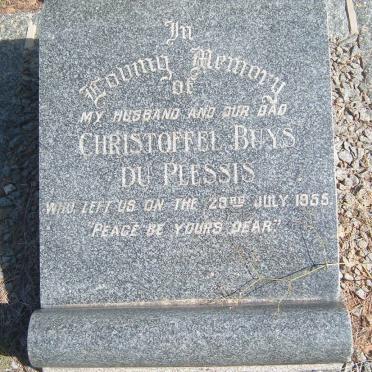 In
Loving Memory
of
MY HUSBAND AND OUR DAD
CHRISTOFFEL BUYS
DU PLESSIS
WHO LEFT US ON THE 23RD JULY 1955
"PEACE BE YOURS DEAR."